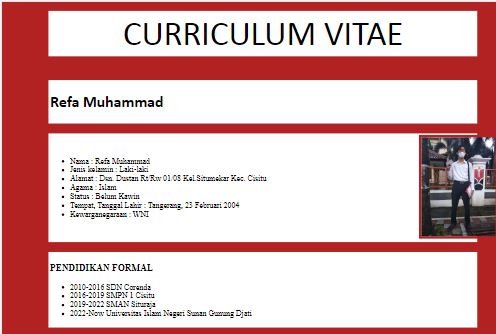 CURRICULUM VITAE
Refa Muhammad
Nama : Refa Muhammad
Jenis kelamin : Laki-laki
Alamat : Dsn. Dustan Rt/Rw 01/08 Kel.Situmekar Kec. Cisitu
Agama : Islam
Status : Belum Kawin
Tempat, Tanggal Lahir : Tangerang, 23 Februari 2004
Kewarganegaraan : WNI
PENDIDIKAN FORMAL
2010-2016 SDN Corenda
2016-2019 SMPN 1 Cisitu
2019-2022 SMAN Situraja
2022-Now Universitas Islam Negeri Sunan Gunung Djati